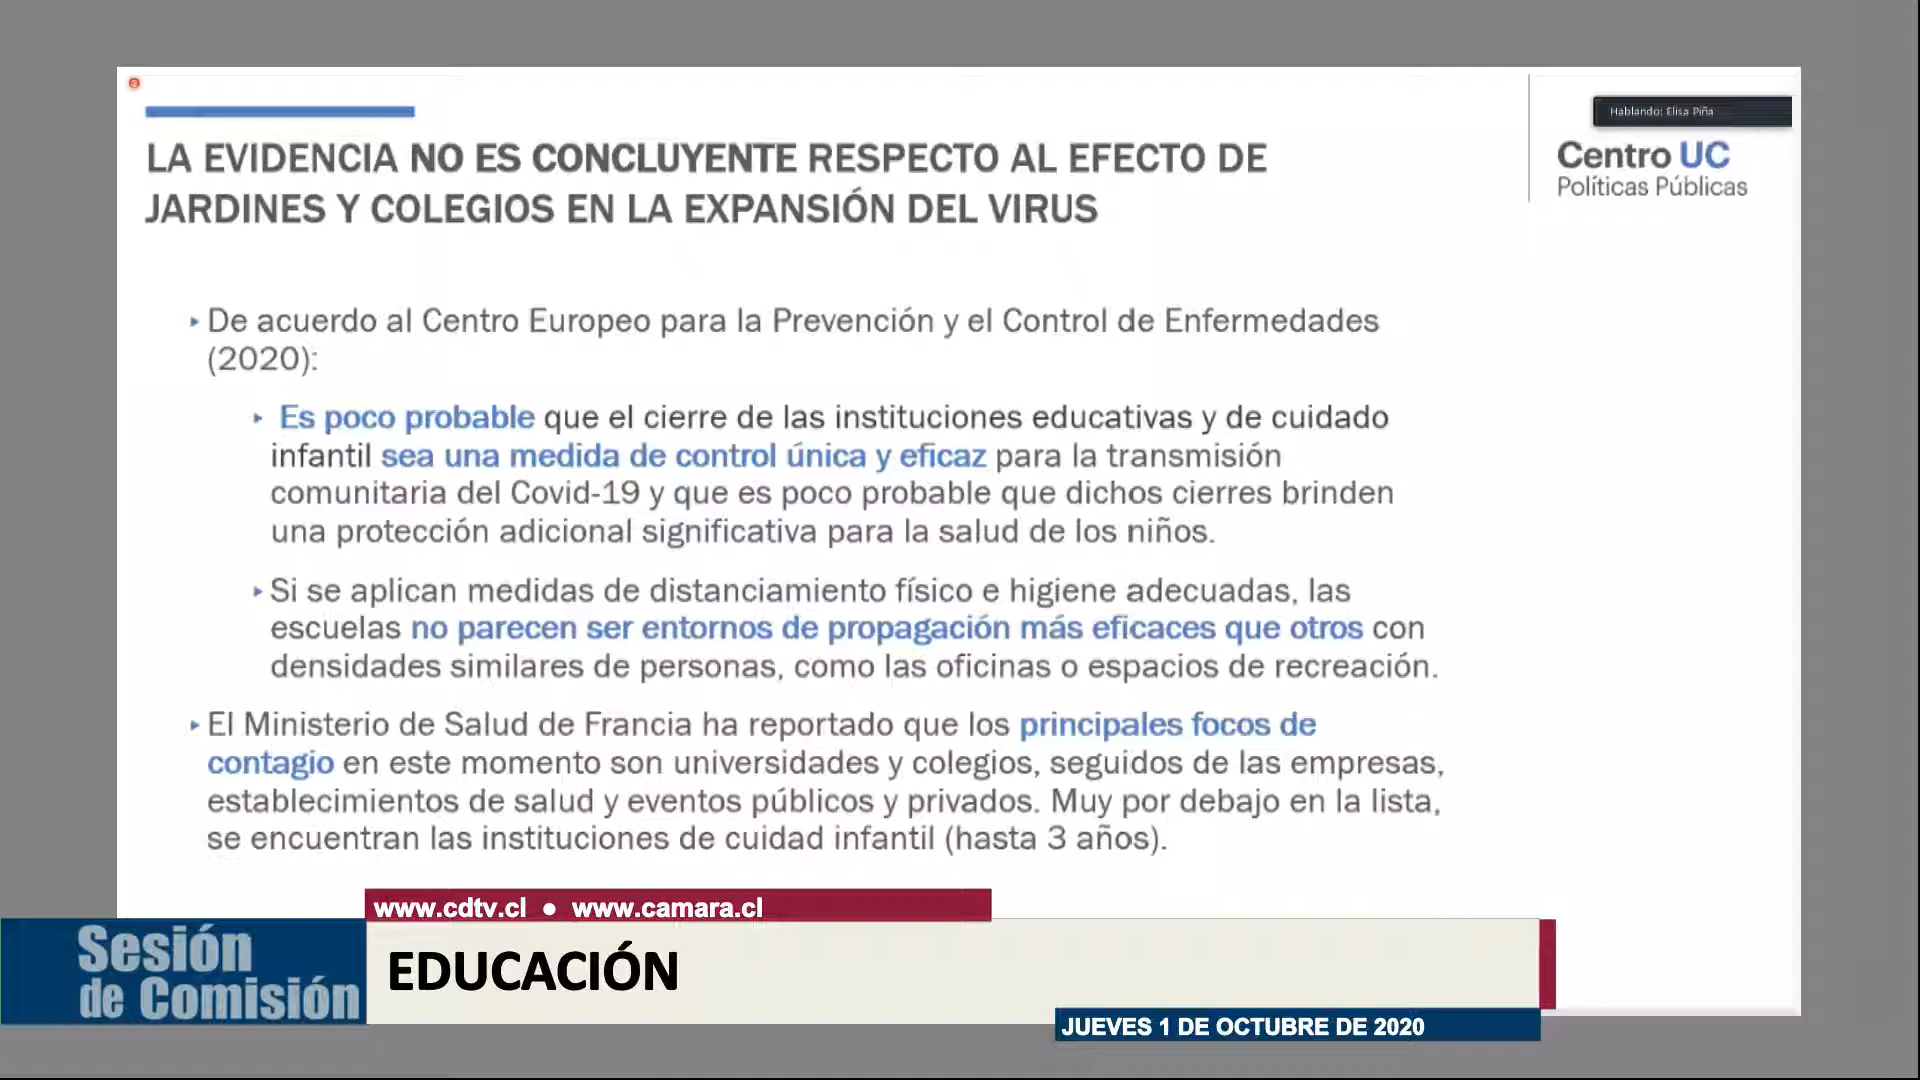 Hablando: Elisa Piña
Centro UC
Políticas Públicas
LA EVIDENCIA NO ES CONCLUYENTE RESPECTO AL EFECTO DE
JARDINES Y COLEGIOS EN LA EXPANSIÓN DEL VIRUS
De acuerdo al Centro Europeo para la Prevención y el Control de Enfermedades
(2020):
Es poco probable que el cierre de las instituciones educativas y de cuidado
infantil sea una medida de control única y eficaz para la transmisión
comunitaria del Covid-19 y que es poco probable que dichos cierres brinden
una protección adicional significativa para la salud de los niños.
Si se aplican medidas de distanciamiento físico e higiene adecuadas, las
escuelas no parecen ser entornos de propagación más eficaces que otros con
densidades similares de personas, como las oficinas o espacios de recreación.
El Ministerio de Salud de Francia ha reportado que los principales focos de
contagio en este momento son universidades y colegios, seguidos de las empresas,
establecimientos de salud y eventos públicos y privados. Muy por debajo en la lista,
se encuentran las instituciones de cuidad infantil (hasta 3 años).
www.cdtv.cl ● www.camara.cl
Sesión
de Comisión
EDUCACIÓN
JUEVES 1 DE OCTUBRE DE 2020